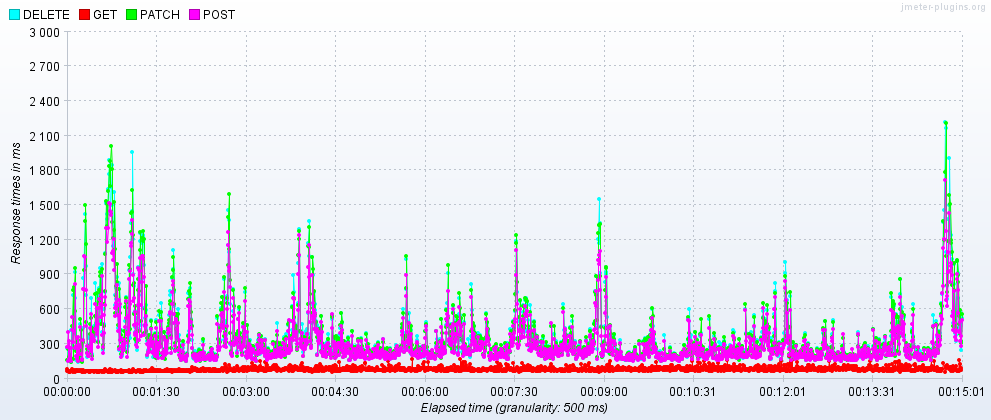 DELETE GET PATCH POST
jmeter-plugins.org
3 000
2 700
2 400
2 100
1 800
1 500
1 200
900
600
300
0
Response times in ms
00:00:00 00:01:30 00:03:00 00:04:30 00:06:00 00:07:30 00:09:00 00:10:31 00:12:01 00:13:31 00:15:01
Elapsed time (granularity: 500 ms)